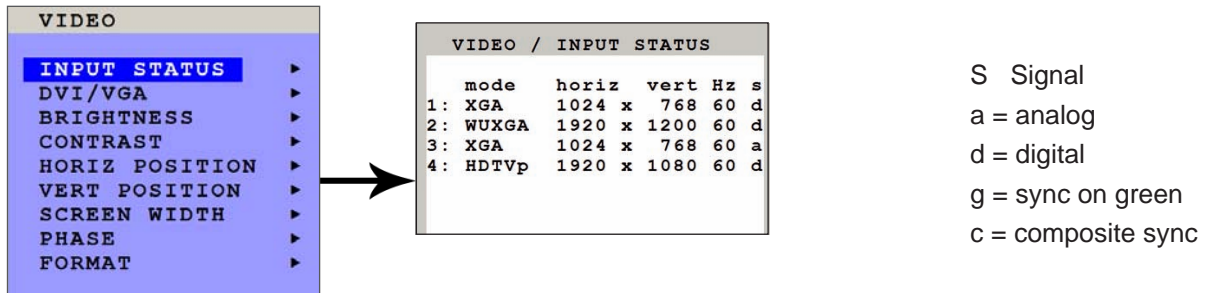 VIDEO
INPUT STATUS
DVI/VGA
BRIGHTNESS
CONTRAST
HORIZ POSITION
VERT POSITION
SCREEN WIDTH
PHASE
FORMAT
VIDEO / INPUT STATUS
mode horiz vert Hz s
1: XGA 1024 x 768 60 d
2: WUXGA 1920 x 1200 60 d
3: XGA 1024 x 768 60 a
4: HDTVp 1920 x 1080 60 d
S Signal
a = analog
d = digital
g = sync on green
c = composite sync